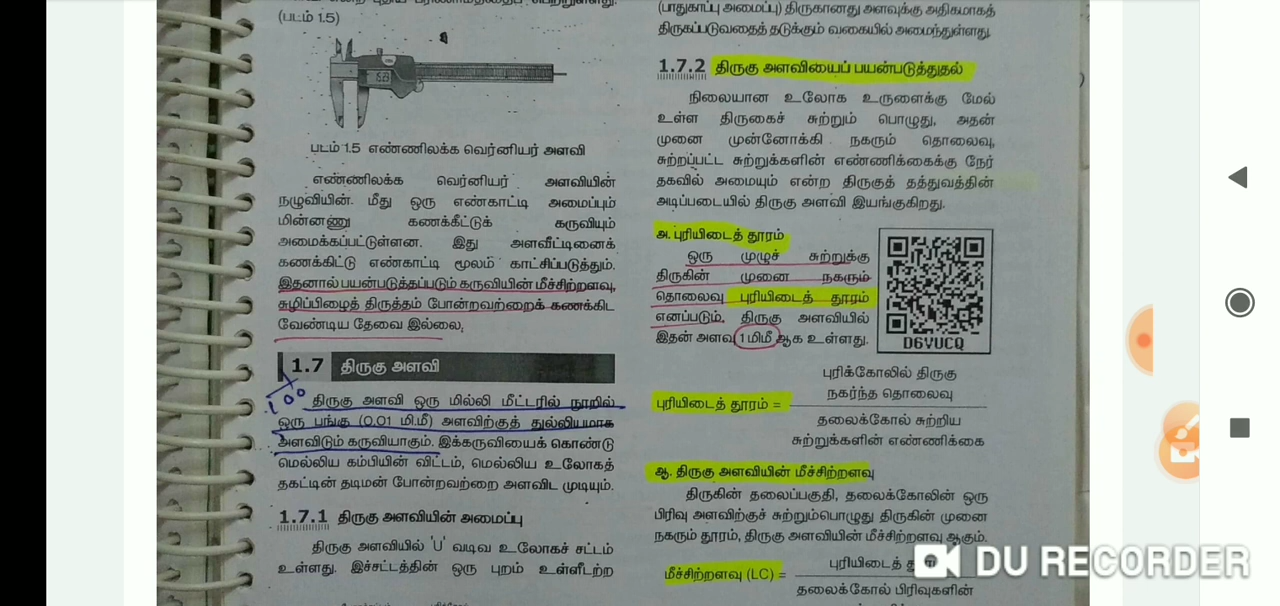 (படம் 1.5)
படம் 1.5 எண்ணிலக்க வெர்னியர் அளவி
எண்ணிலக்க வெர்னியர் அளவியின்
நழுவியின் மீது ஒரு எண்காட்டி அமைப்பும்
மின்னணு கணக்கீட்டுக் கருவியும்
அமைக்கப்பட்டுள்ளன. இது அளவீட்டினைக்
கணக்கிட்டு எண்காட்டி மூலம் காட்சிப்படுத்தும்.
இதனால் பயன்படுத்தப்படும் கருவியின் மீச்சிற்றளவு,
சுழிப்பிழைத் திருத்தம் போன்றவற்றைக் கணக்கிட
வேண்டிய தேவை இல்லை.
1.7 திருகு அளவி
100
திருகு அளவி ஒரு மில்லி மீட்டரில் நூறில்
ஒரு பங்கு (0.01 மி.மீ) அளவிற்குத் துல்லியமாக
அளவிடும் கருவியாகும். இக்கருவியைக் கொண்டு
மெல்லிய கம்பியின் விட்டம், மெல்லிய உலோகத்
தகட்டின் தடிமன் போன்றவற்றை அளவிட முடியும்.
1.7.1 திருகு அளவியின் அமைப்பு
திருகு அளவியில் 'U' வடிவ உலோகச் சட்டம்
உள்ளது. இச்சட்டத்தின் ஒரு புறம் உள்ளீடற்ற
(பாதுகாப்பு அமைப்பு) திருகானது அளவுக்கு அதிகமாகத்
திருகப்படுவதைத் தடுக்கும் வகையில் அமைந்துள்ளது.
1.7.2 திருகு அளவியைப் பயன்படுத்துதல்
நிலையான உலோக உருளைக்கு மேல்
உள்ள திருகைச் சுற்றும் பொழுது, அதன்
முனை முன்னோக்கி நகரும் தொலைவு,
சுற்றப்பட்ட சுற்றுக்களின் எண்ணிக்கைக்கு நேர்
தகவில் அமையும் என்ற திருகுத் தத்துவத்தின்
அடிப்படையில் திருகு அளவி இயங்குகிறது.
அ. புரியிடைத் தூரம்
ஒரு முழுச் சுற்றுக்கு
திருகின் முனை நகரும்
தொலைவு புரியிடைத் தூரம்
எனப்படும். திருகு அளவியில்
இதன் அளவு 1 மிமீ ஆக உள்ளது.
D6YUCQ
புரிக்கோலில் திருகு
நகர்ந்த தொலைவு
புரியிடைத் தூரம் =
தலைக்கோல் சுற்றிய
சுற்றுக்களின் எண்ணிக்கை
ஆ. திருகு அளவியின் மீச்சிற்றளவு
திருகின் தலைப்பகுதி, தலைக்கோலின் ஒரு
பிரிவு அளவிற்குச் சுற்றும்பொழுது திருகின் முனை
நகரும் தூரம், திருகு அளவியின் மீச்சிற்றளவு ஆகும்.
புரியிடைத்
மீச்சிற்றளவு (LC) =
தலைக்கோல் பிரிவுகளின்
DU RECORDER